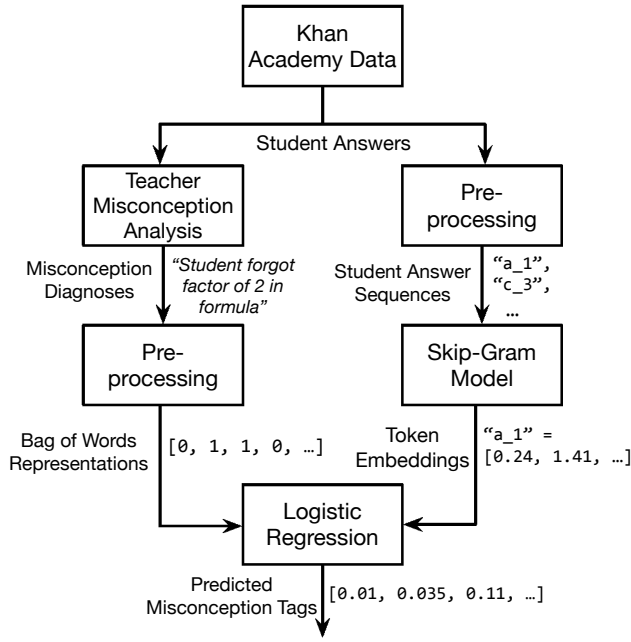 Khan
Academy Data
Student Answers
Teacher
Misconception
Analysis
Pre-
processing
Misconception
Diagnoses
“Student forgot
factor of 2 in
formula”
Student Answer
Sequences
“a_1”,
“c_3”,
…
Pre-
processing
Skip-Gram
Model
Bag of Words
Representations
[0, 1, 1, 0, …]
Token
Embeddings
“a_1” =
[0.24, 1.41, …]
Logistic
Regression
Predicted
Misconception Tags
[0.01, 0.035, 0.11, …]